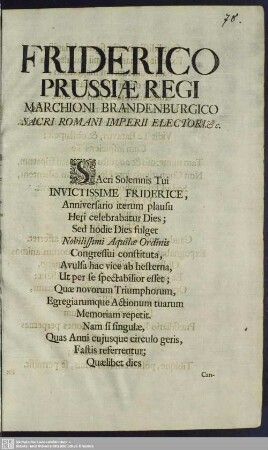 78.
FRIDERICO
PRUSSIÆ REGI
MARCHIONI BRANDENBURGICO
SACRI ROMANI IMPERII ELECTORI &c.
SAcri Solemnis Tui
INVICTISSIME FRIDERICE,
Anniversario iterum plausu
Heri celebrabatur Dies;
Sed hodie Dies fulget
Nobilissimi Aquilæ Ordinis
Congressui constituta,
Avulsa hac vice ab hesterna,
Ut per se spectabilior esset;
Quæ novorum Triumphorum,
Egregiarumque Actionum tuarum
Memoriam repetit.
Nam si singulæ,
Quas Anni cujusque circulo geris,
Fastis referrentur;
Quælibet dies
Can-